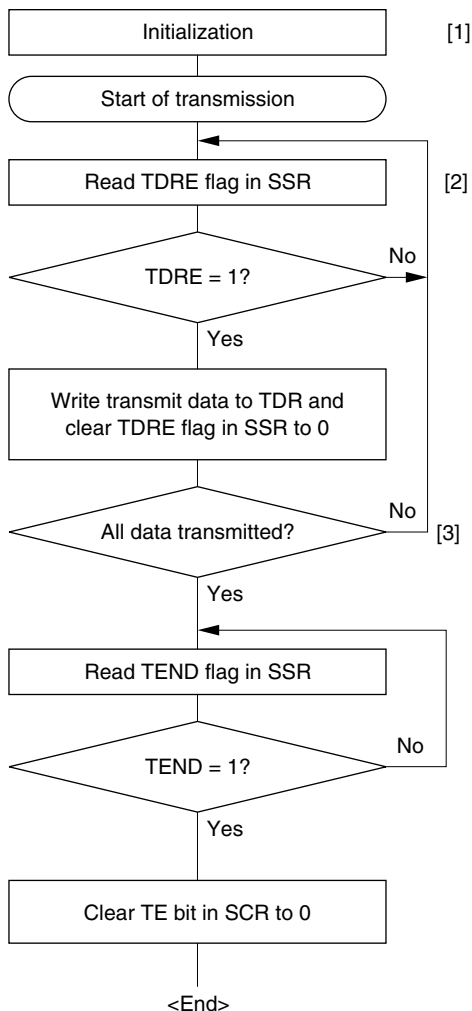 Initialization
[1]
Start of transmission
Read TDRE flag in SSR
[2]
TDRE = 1?
No
Yes
Write transmit data to TDR and
clear TDRE flag in SSR to 0
All data transmitted?
No
[3]
Yes
Read TEND flag in SSR
TEND = 1?
No
Yes
Clear TE bit in SCR to 0
<End>